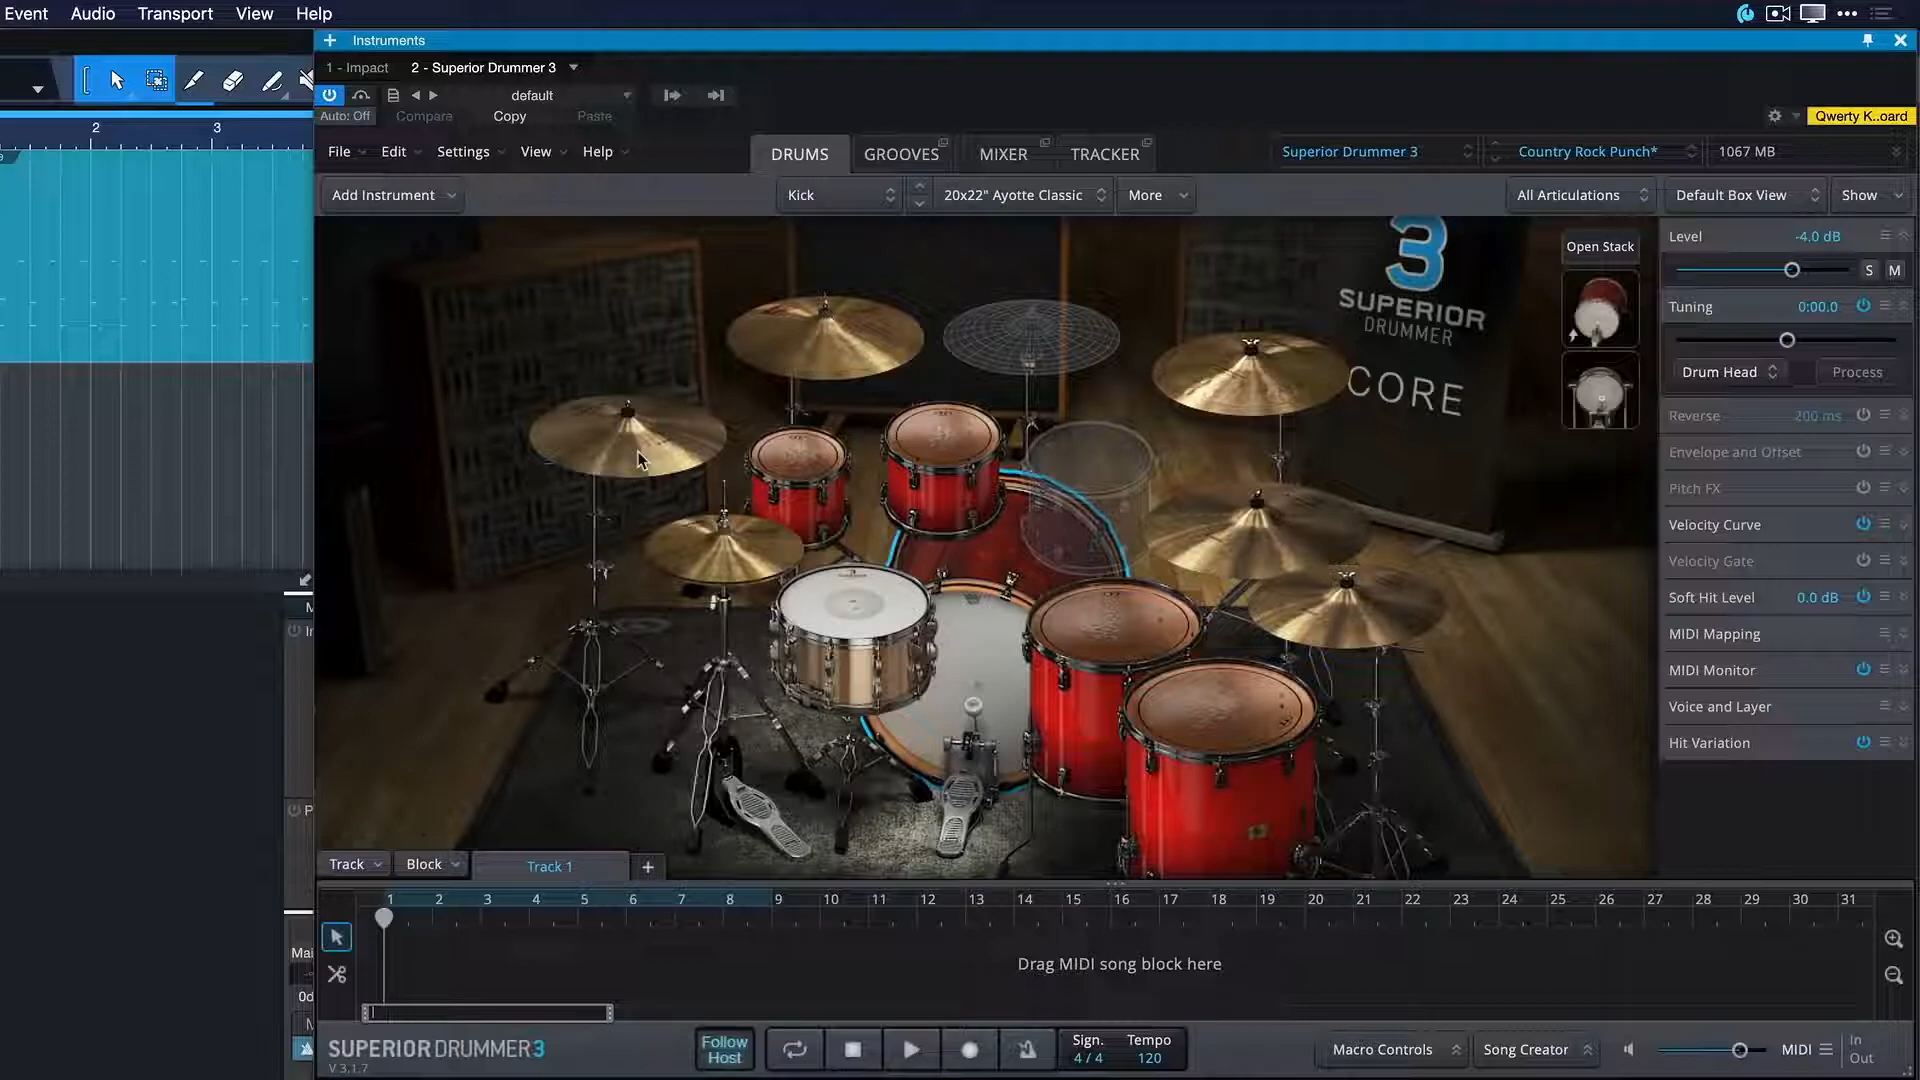 Event Audio Transport View Help
Instruments
1 - Impact 2 - Superior Drummer 3
default
Auto: Off Compare Copy Paste
Qwerty K..oard
2 3
File Edit Settings View Help
DRUMS GROOVES MIXER TRACKER
Superior Drummer 3 Country Rock Punch* 1067 MB
Add Instrument Kick 20x22" Ayotte Classic More All Articulations Default Box View Show
3
SUPERIOR
DRUMMER
CORE
Open Stack
Level -4.0 dB
S M
Tuning 0:00.0
Drum Head Process
Reverse 200 ms
Envelope and Offset
Pitch FX
Velocity Curve
Velocity Gate
Soft Hit Level 0.0 dB
MIDI Mapping
MIDI Monitor
Voice and Layer
Hit Variation
M
In
P
Mai
0d
M
Track Block Track 1 +
1 2 3 4 5 6 7 8 9 10 11 12 13 14 15 16 17 18 19 20 21 22 23 24 25 26 27 28 29 30 31
Drag MIDI song block here
SUPERIOR DRUMMER 3
V 3.1.7
Follow
Host
Sign. Tempo
4 / 4 120
Macro Controls Song Creator MIDI
In
Out